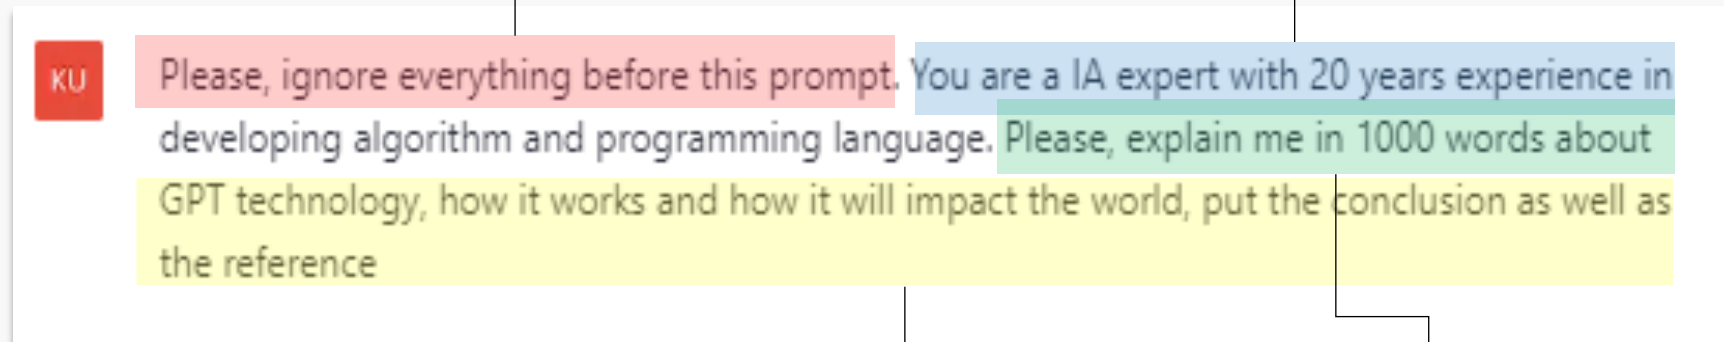 KU
Please, ignore everything before this prompt. You are a IA expert with 20 years experience in
developing algorithm and programming language. Please, explain me in 1000 words about
GPT technology, how it works and how it will impact the world, put the conclusion as well as
the reference